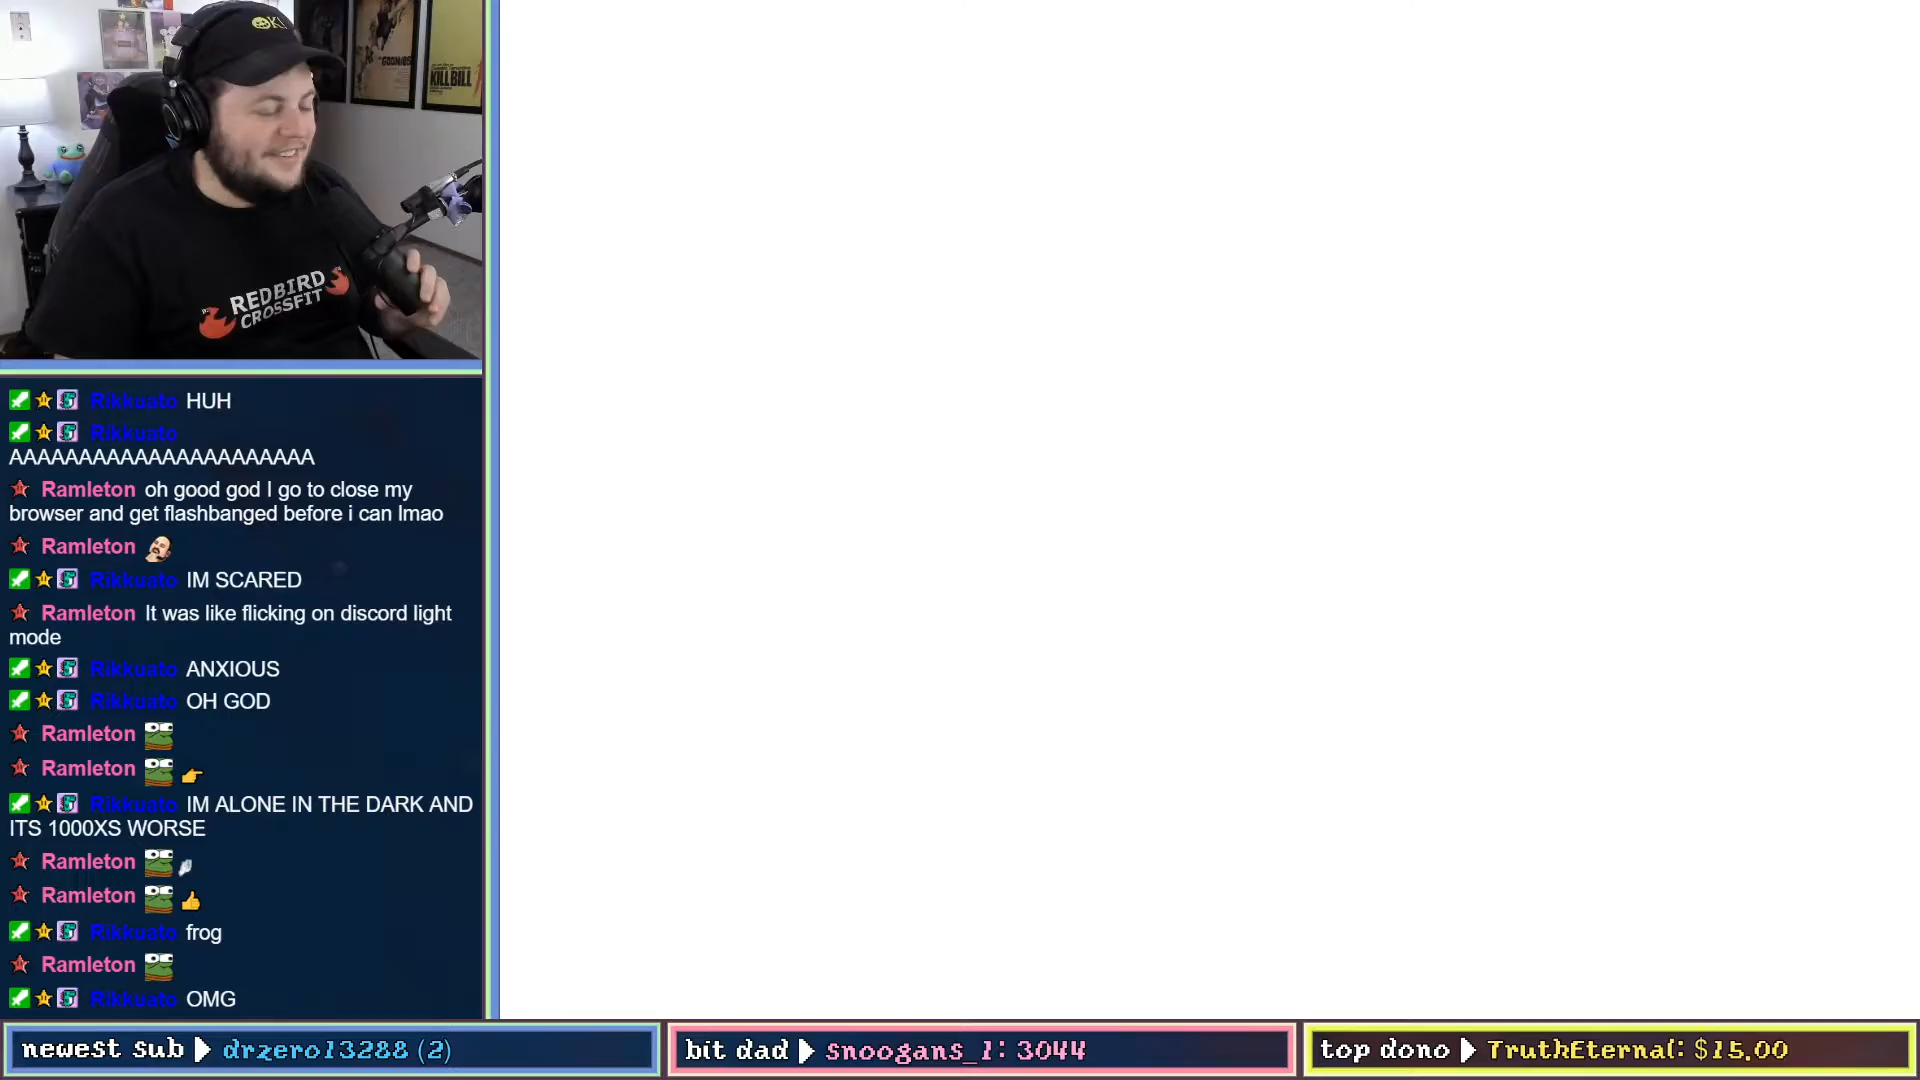 OK!
GOONIES
KILL BILL
REDBIRD
CROSSFIT
Rikkuato HUH
Rikkuato
AAAAAAAAAAAAAAAAAAAAAA
Ramleton oh good god I go to close my
browser and get flashbanged before i can lmao
Ramleton
Rikkuato IM SCARED
Ramleton It was like flicking on discord light
mode
Rikkuato ANXIOUS
Rikkuato OH GOD
Ramleton
Ramleton
Rikkuato IM ALONE IN THE DARK AND
ITS 1000XS WORSE
Ramleton
Ramleton
Rikkuato frog
Ramleton
Rikkuato OMG
newest sub drzero13288 (2)
bit dad snoogans_1: 3044
top dono TruthEternal: $15.00